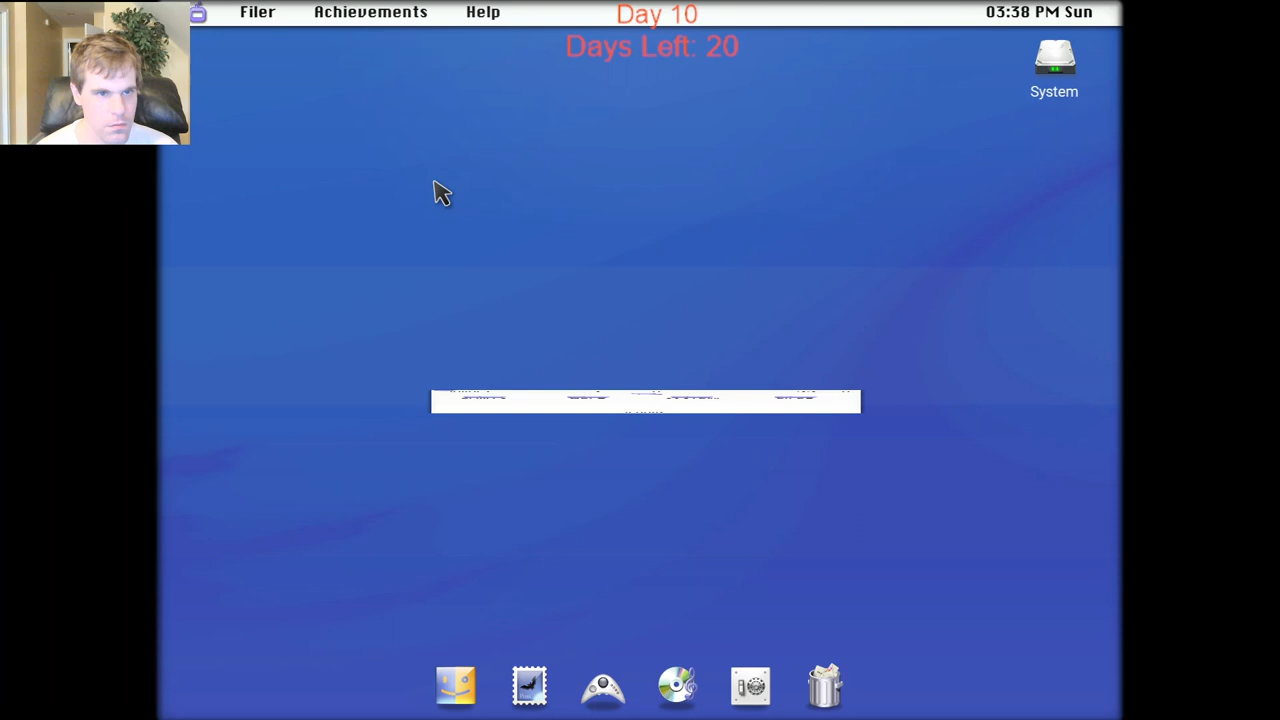 Filer Achievements Help
Day 10
03:38 PM Sun
Days Left: 20
System